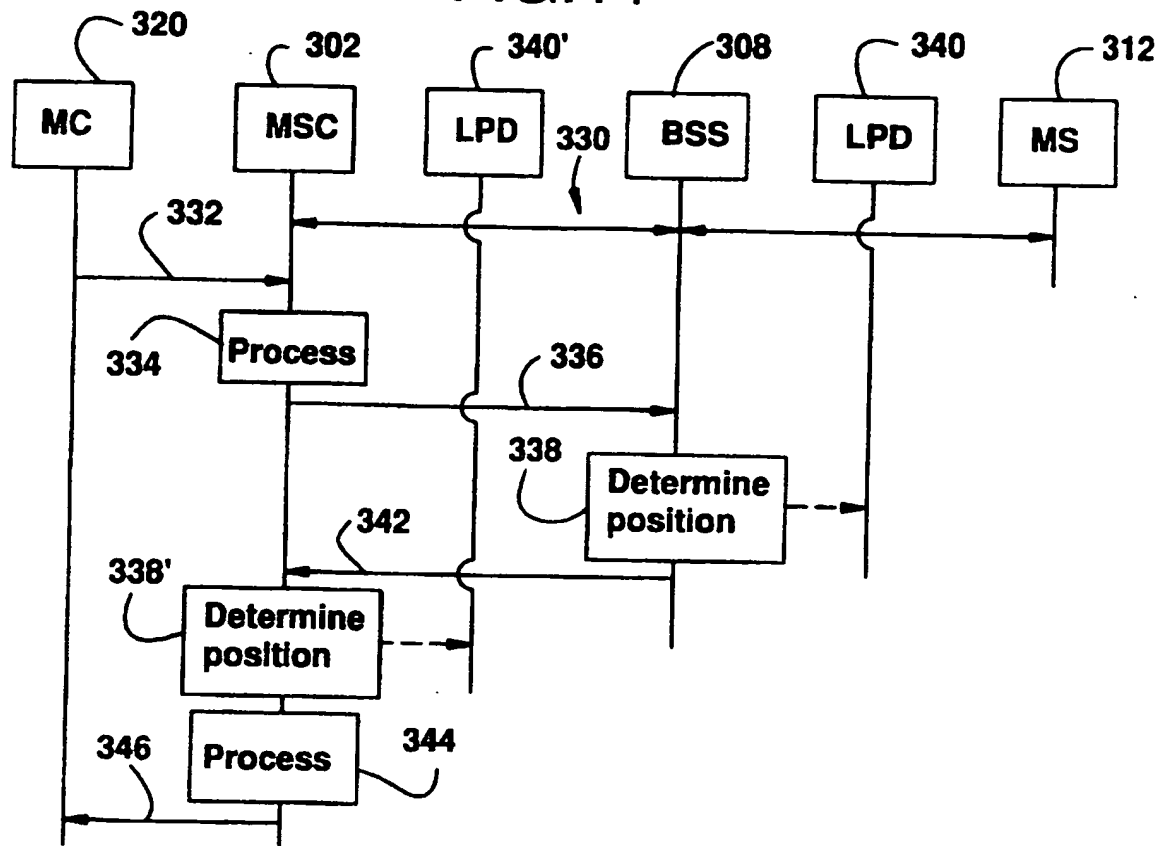 320
302
340'
308
340
312
MC
MSC
LPD
BSS
LPD
MS
330
332
334
Process
336
338
Determine
position
342
338'
Determine
position
346
Process
344